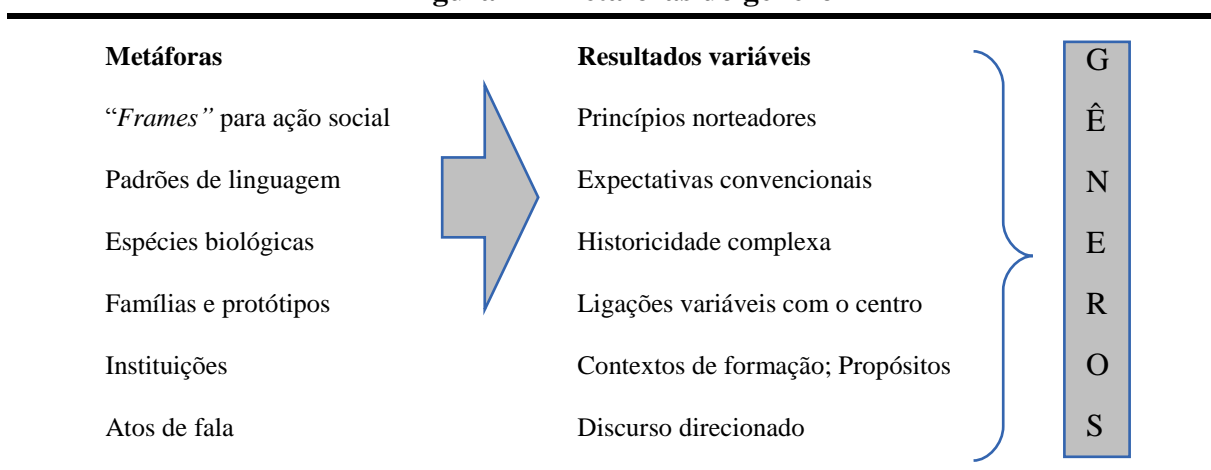 Metáforas Resultados variáveis G
“Frames” para ação social Princípios norteadores Ê
Padrões de linguagem Expectativas convencionais N
Espécies biológicas Historicidade complexa E
Famílias e protótipos Ligações variáveis com o centro R
Instituições Contextos de formação; Propósitos O
Atos de fala Discurso direcionado S